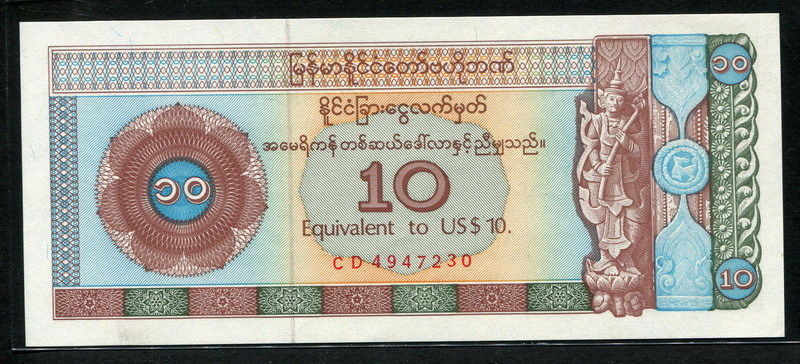 မြန်မာနိုင်ငံတော်ဗဟိုဘဏ်
၁၀
နိုင်ငံခြားငွေလက်မှတ်
အမေရိကန်တစ်ဆယ်ဒေါ်လာနှင့်ညီမျှသည်။
၁၀
10
Equivalent to US$10.
CD4947230
10